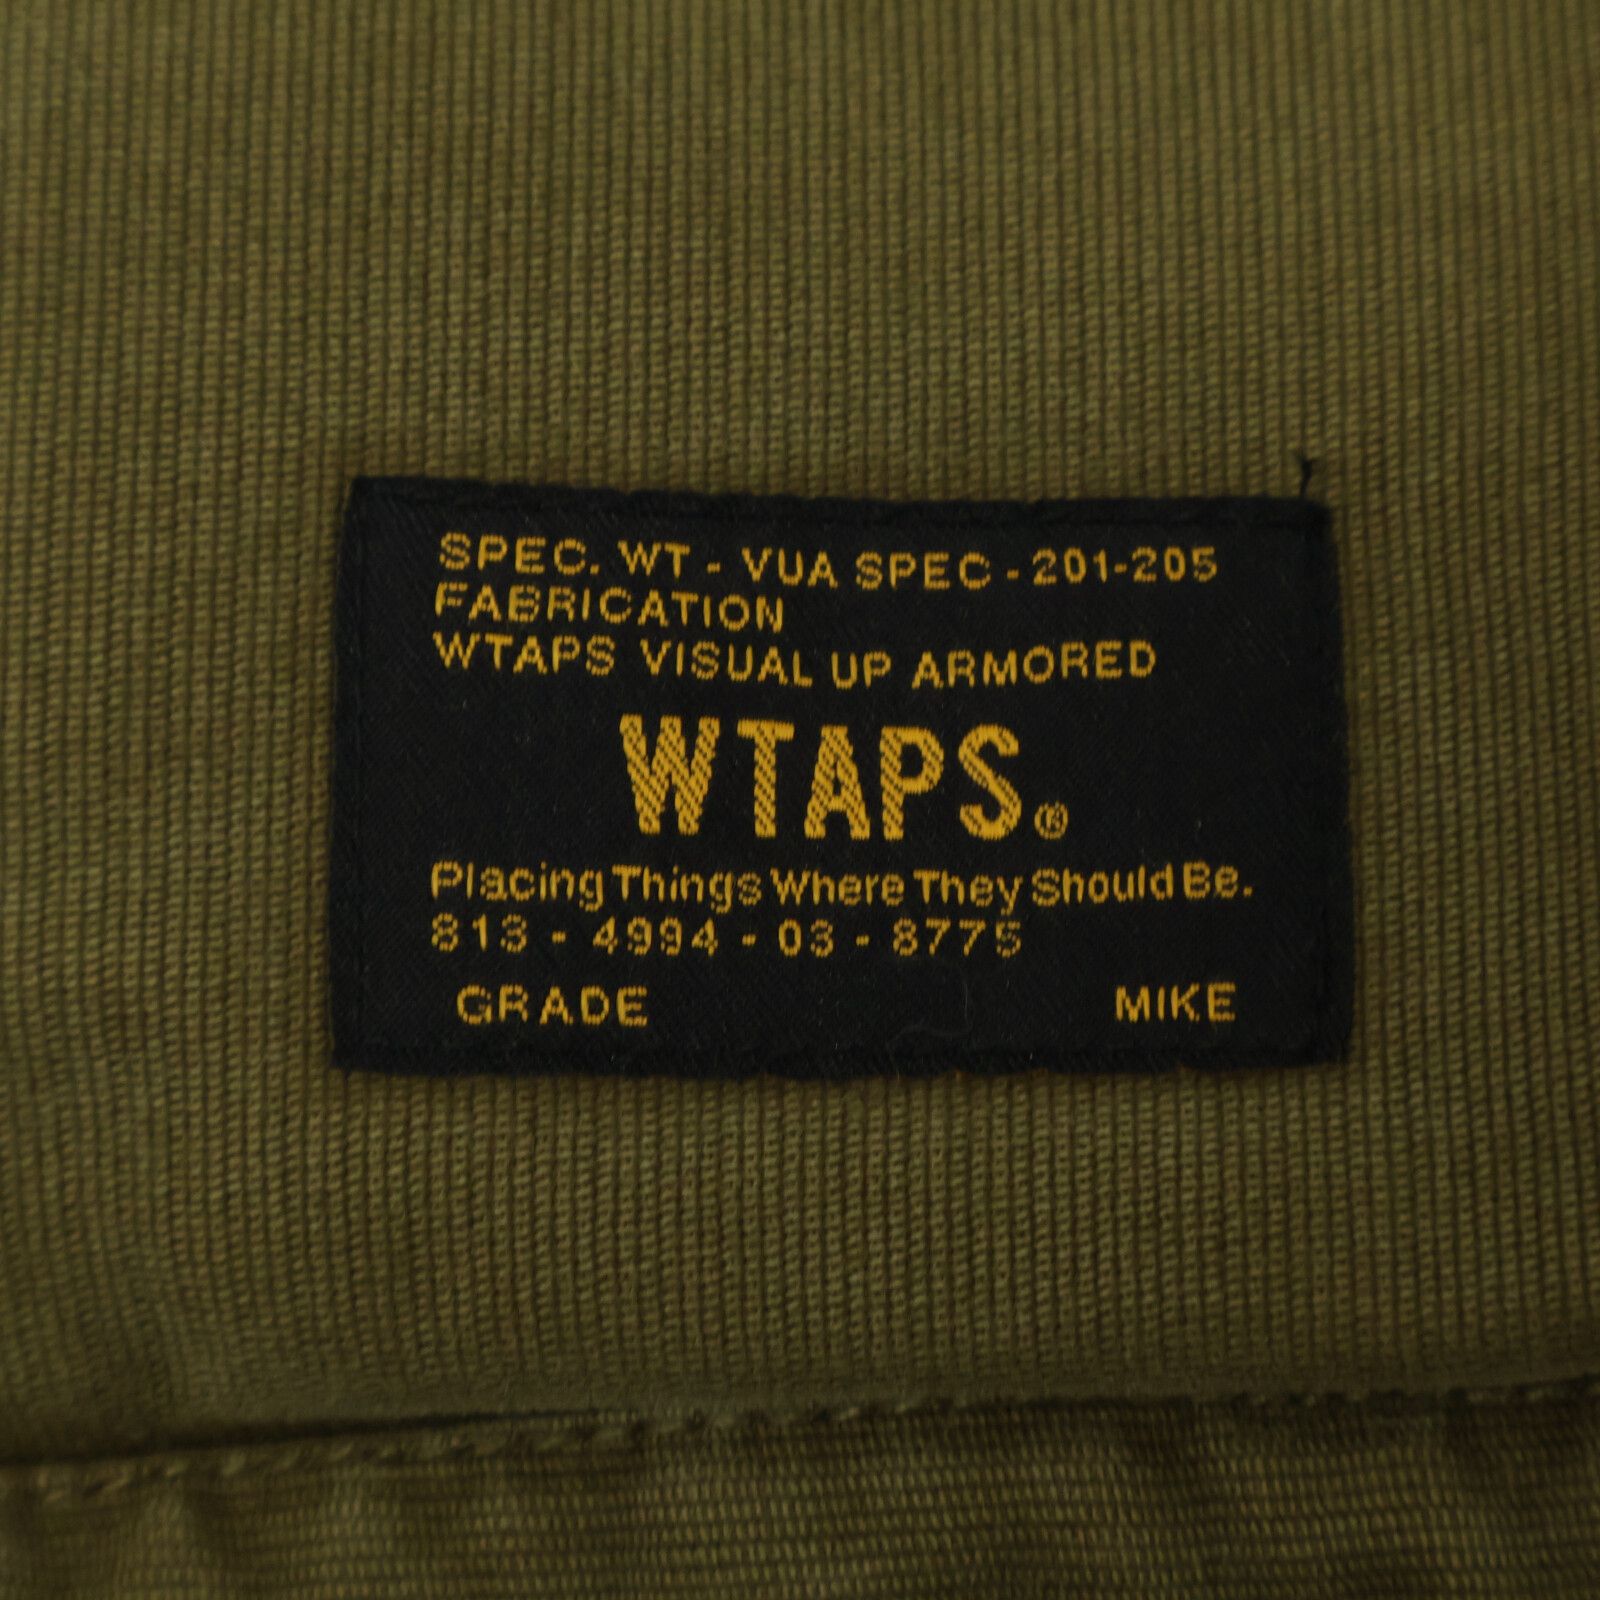 SPEC. WT - VUA SPEC - 201-205
FABRICATION
WTAPS VISUAL UP ARMORED
WTAPS®
Placing Things Where They Should Be.
813 - 4994 - 03 - 8775
GRADE MIKE